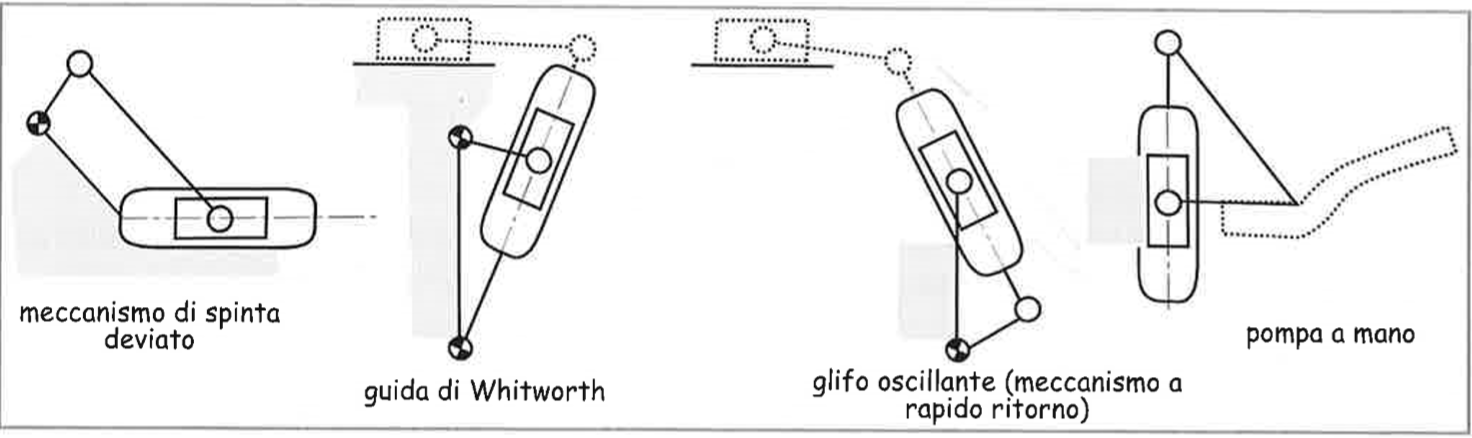 meccanismo di spinta
deviato
guida di Whitworth
glifo oscillante (meccanismo a
rapido ritorno)
pompa a mano